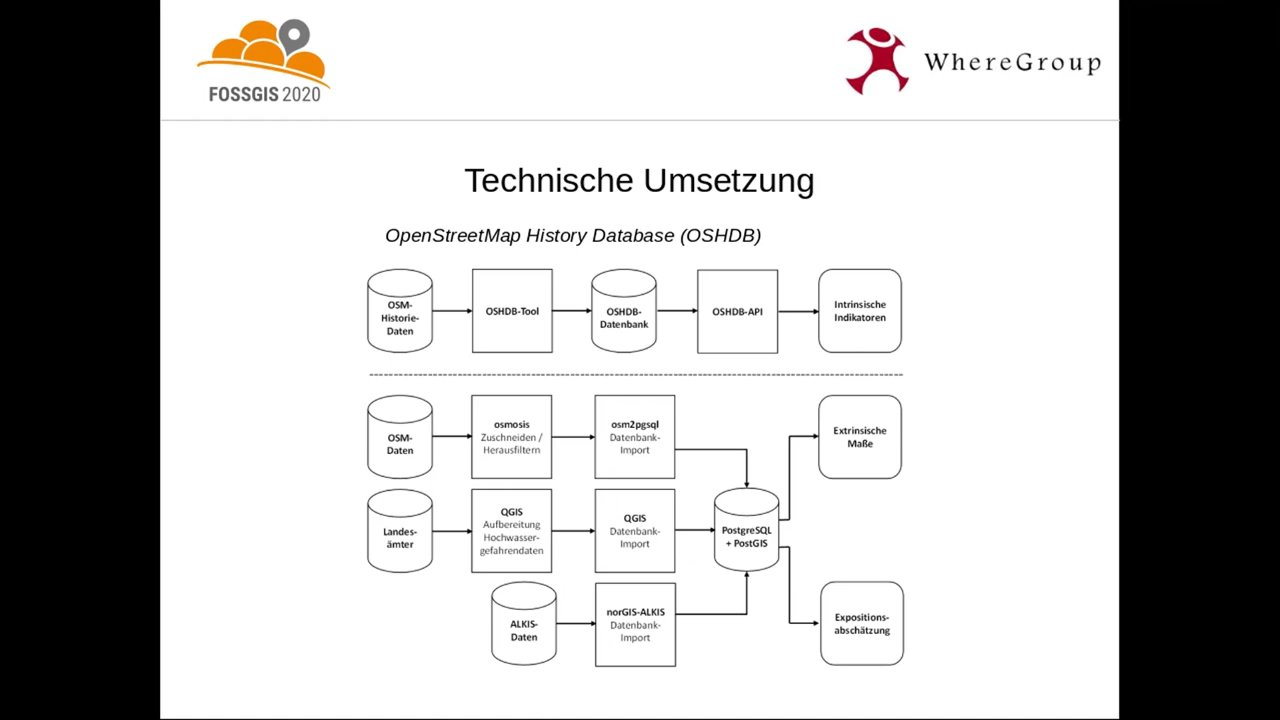 FOSSGIS 2020
WhereGroup
Technische Umsetzung
OpenStreetMap History Database (OSHDB)
OSM-
Historie-
Daten
OSHDB-Tool
OSHDB-
Datenbank
OSHDB-API
Intrinsische
Indikatoren
OSM-
Daten
osmosis
Zuschneiden /
Herausfiltern
osm2pgsql
Datenbank-
Import
Extrinsische
Maße
Landes-
ämter
QGIS
Aufbereitung
Hochwasser-
gefahrendaten
QGIS
Datenbank-
Import
PostgreSQL
+ PostGIS
ALKIS-
Daten
norGIS-ALKIS
Datenbank-
Import
Expositions-
abschätzung